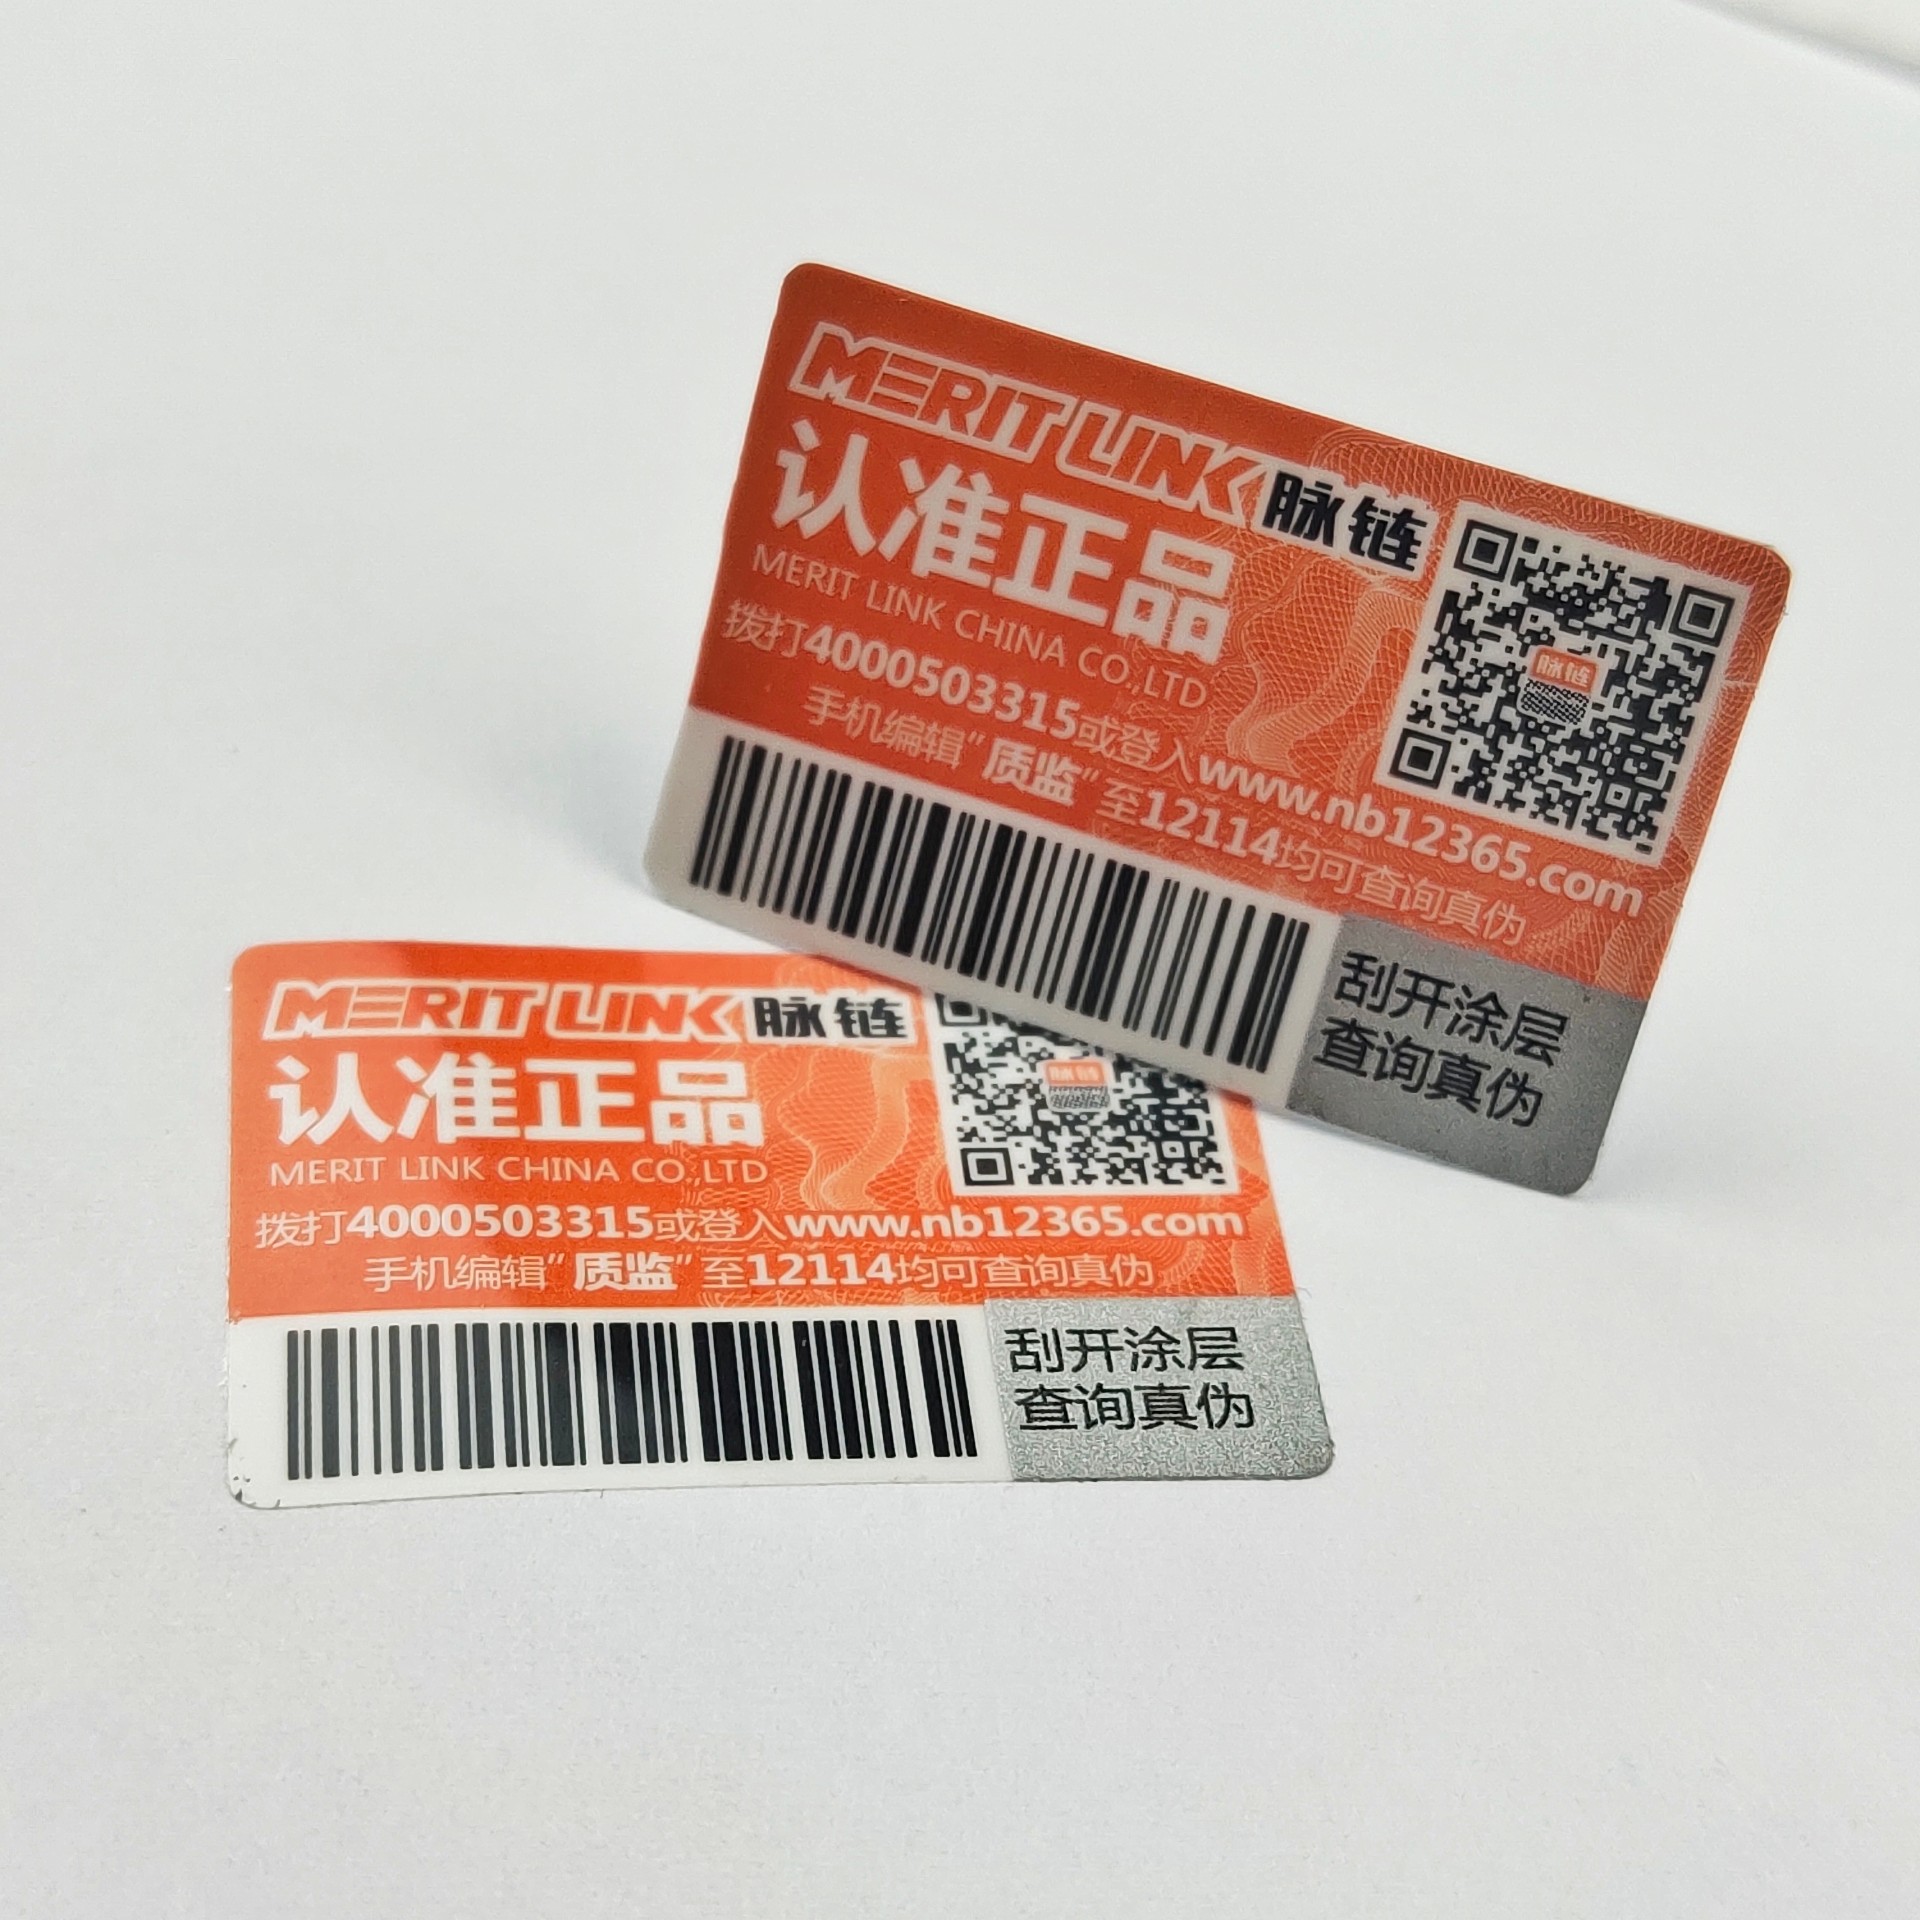 MERIT LINK 脉链
认准正品
MERIT LINK CHINA CO.,LTD
拨打4000503315或登入www.nb12365.com
手机编辑"质监"至12114均可查询真伪
脉链
刮开涂层
查询真伪
MERIT LINK 脉链
认准正品
MERIT LINK CHINA CO.,LTD
拨打4000503315或登入www.nb12365.com
手机编辑"质监"至12114均可查询真伪
脉链
刮开涂层
查询真伪